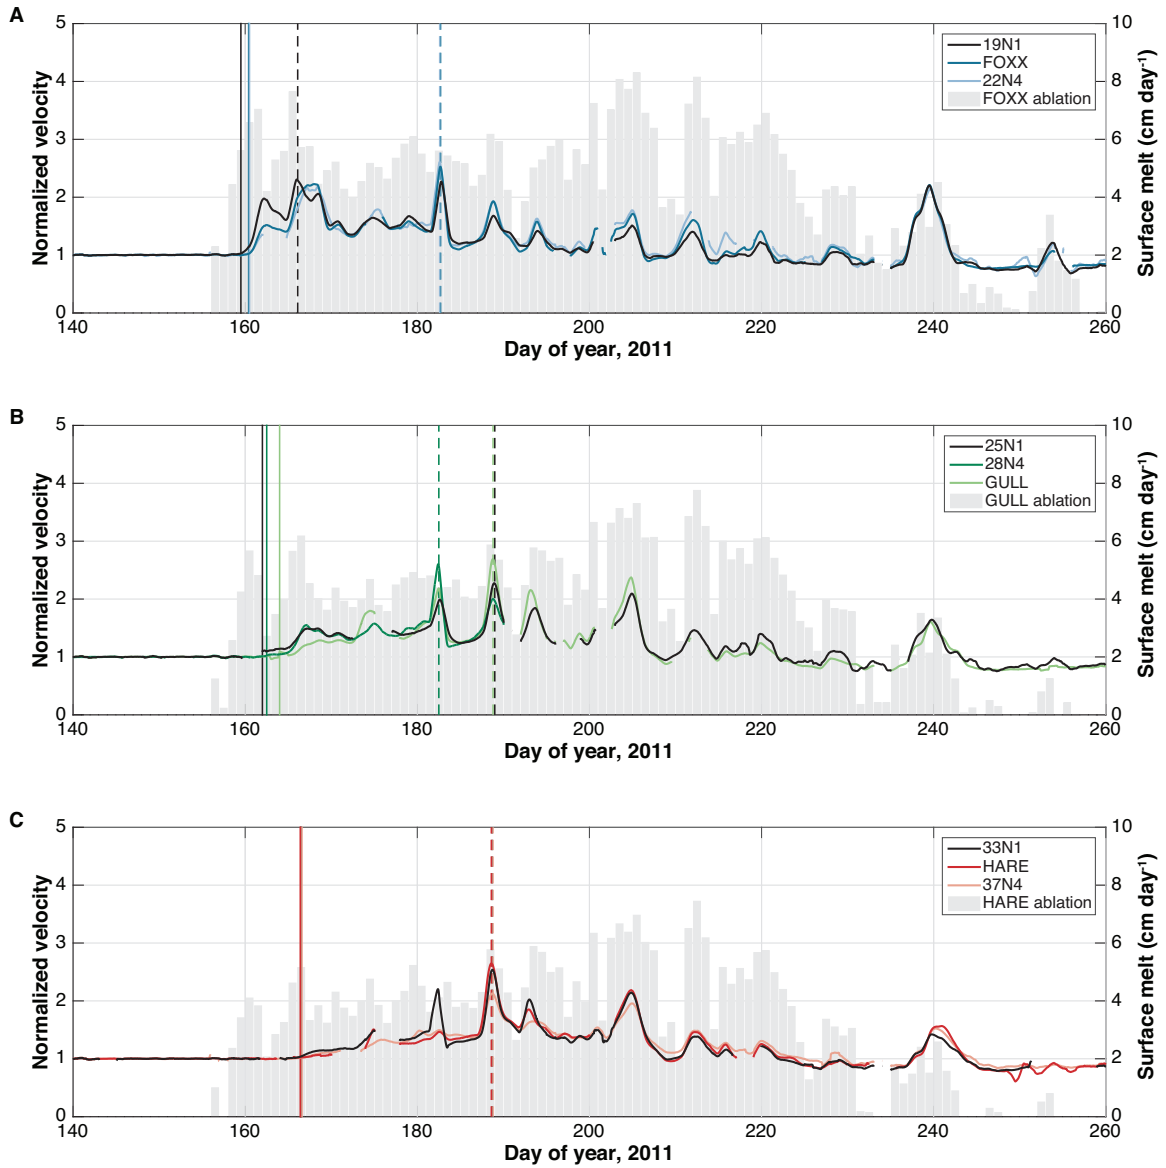 A
5
4
3
2
1
0
Normalized velocity
10
8
6
4
2
0
Surface melt (cm day⁻¹)
19N1
FOXX
22N4
FOXX ablation
140 160 180 200 220 240 260
Day of year, 2011
B
5
4
3
2
1
0
Normalized velocity
10
8
6
4
2
0
Surface melt (cm day⁻¹)
25N1
28N4
GULL
GULL ablation
140 160 180 200 220 240 260
Day of year, 2011
C
5
4
3
2
1
0
Normalized velocity
10
8
6
4
2
0
Surface melt (cm day⁻¹)
33N1
HARE
37N4
HARE ablation
140 160 180 200 220 240 260
Day of year, 2011